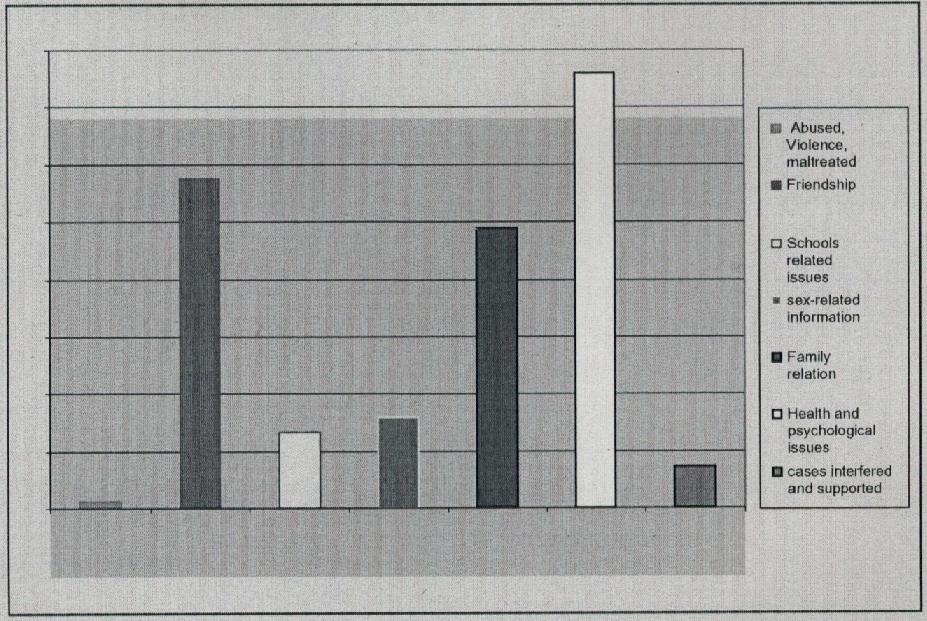 Abused,
Violence,
maltreated
Friendship
Schools
related
issues
sex-related
information
Family
relation
Health and
psychological
issues
cases interfered
and supported